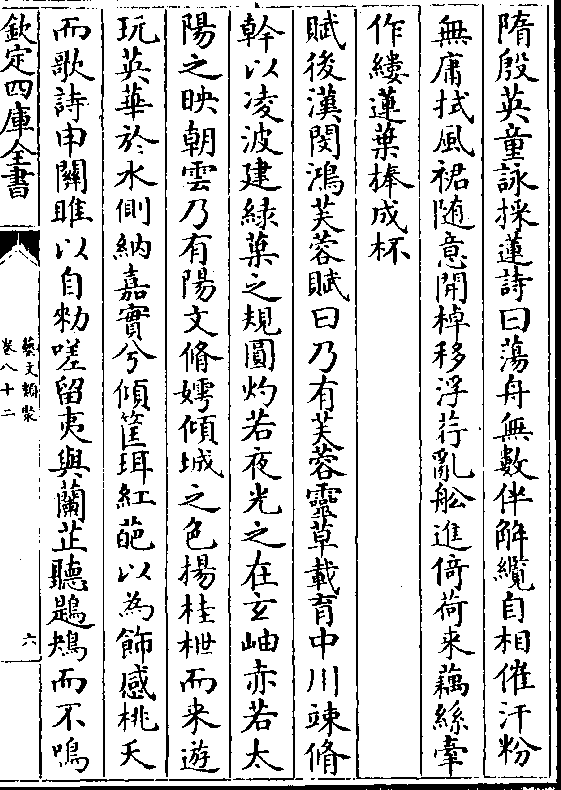 隋殷英童詠採蓮詩曰蕩舟無數伴解纜自相催汗粉
無庸拭風裙随意開棹移浮荇亂舩進倚荷来藕絲牽
作縷蓮葉捧成杯
賦後漢閔鴻芙蓉賦曰乃有芙蓉靈草載育中川竦脩
幹以凌波建緑葉之規圓灼若夜光之在玄岫赤若太
陽之映朝雲乃有陽文脩嫮傾城之色揚桂枻而来遊
玩英華於水側納嘉實兮傾筐珥紅葩以為飾感桃夭
而歌詩申關雎以自勑嗟留夷與蘭芷聽鶗鴂而不鳴
欽定四庫全書
藝文類聚
卷八十二
六